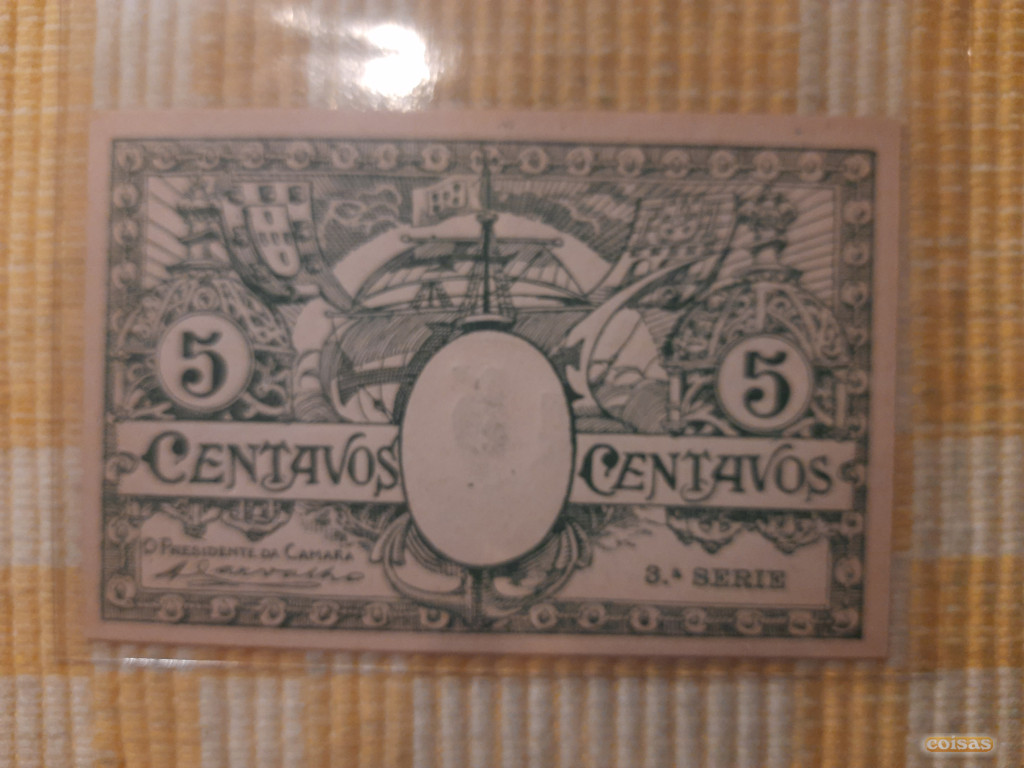 5 5
CENTAVOS CENTAVOS
O PRESIDENTE DA CAMARA
3.ª SERIE
coisas